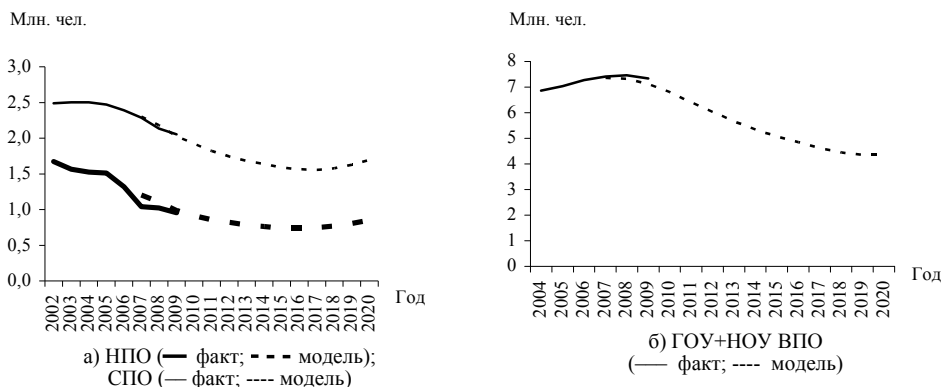 Млн. чел.
3,0
2,5
2,0
1,5
1,0
0,5
0,0
2002 2003 2004 2005 2006 2007 2008 2009 2010 2011 2012 2013 2014 2015 2016 2017 2018 2019 2020
Год
а) НПО (— факт; - - - модель);
СПО (— факт; ---- модель)
Млн. чел.
8
7
6
5
4
3
2
1
0
2004 2005 2006 2007 2008 2009 2010 2011 2012 2013 2014 2015 2016 2017 2018 2019 2020
Год
б) ГОУ+НОУ ВПО
(— факт; ---- модель)